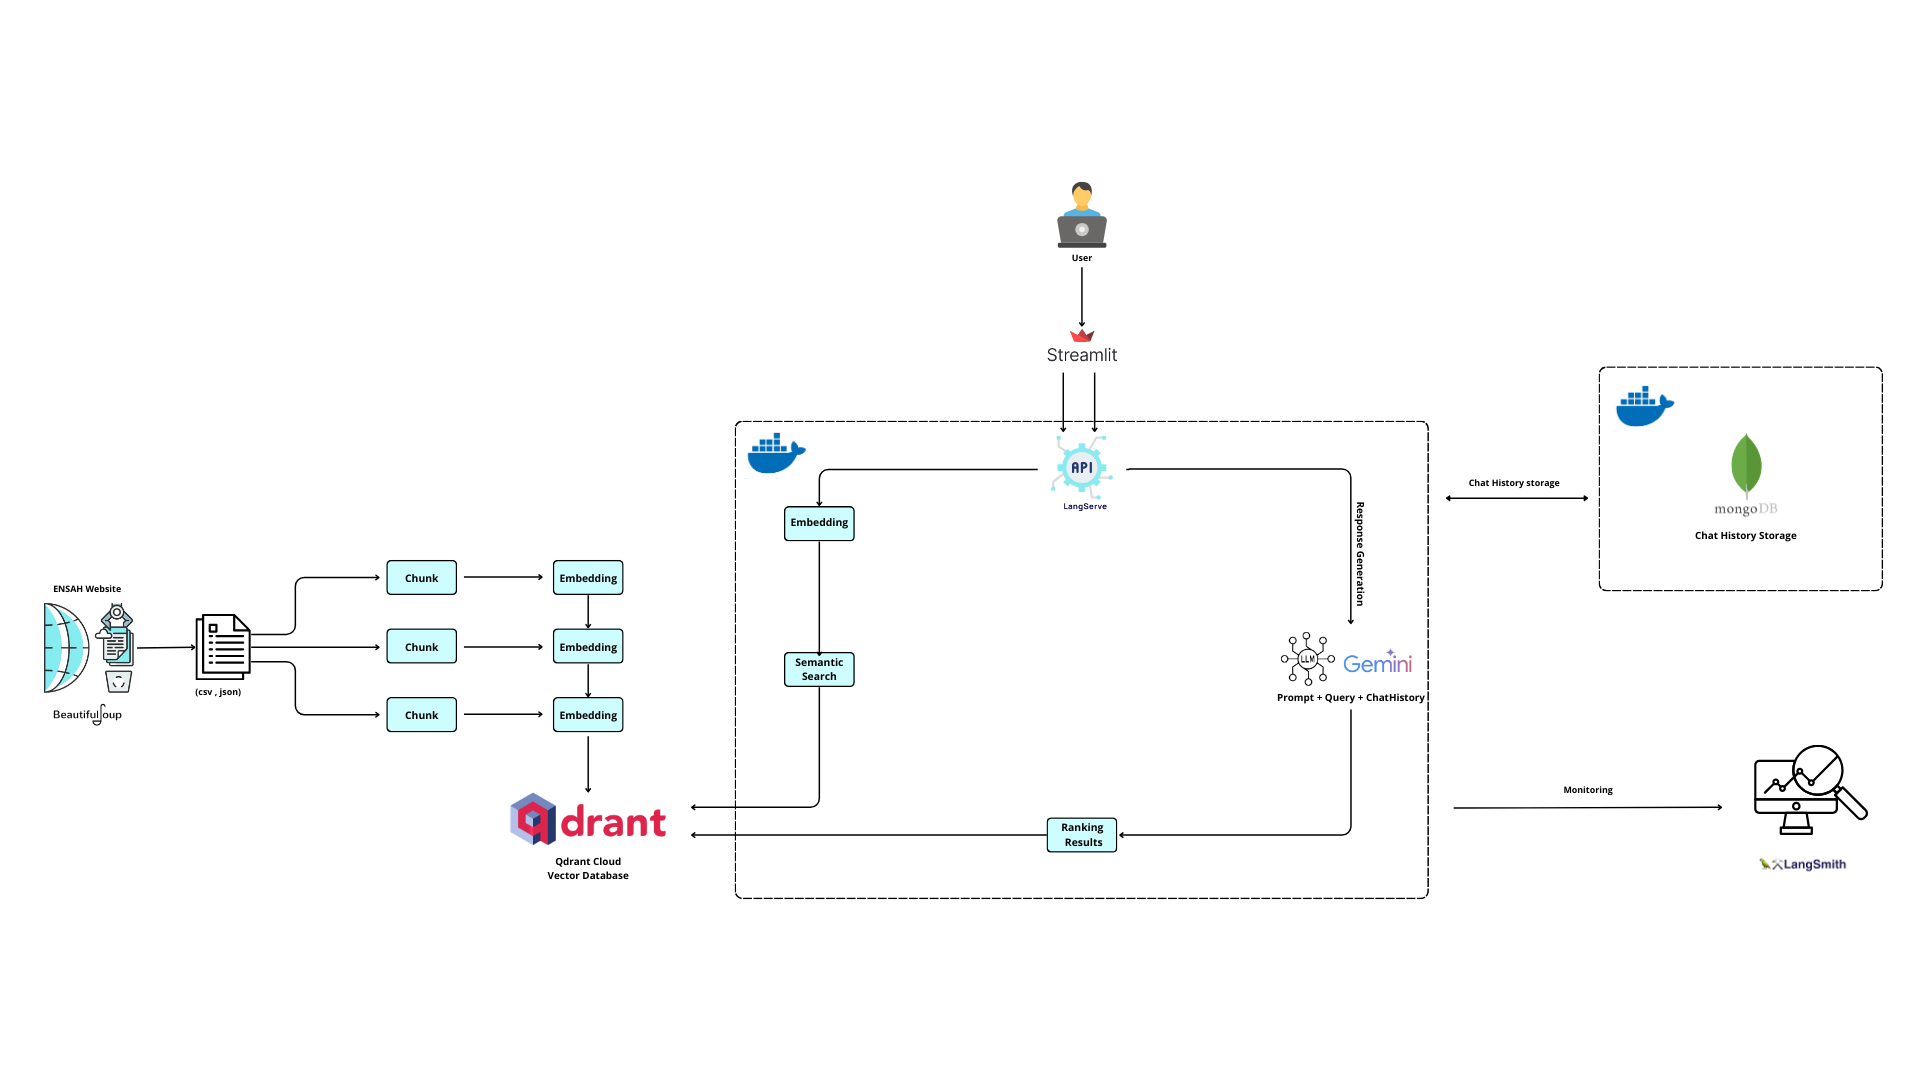 User
Streamlit
API
LangServe
Embedding
Semantic
Search
Response Generation
LLM
Gemini
Prompt + Query + ChatHistory
Ranking
Results
ENSAH Website
BeautifulSoup
(csv , json)
Chunk
Embedding
Chunk
Embedding
Chunk
Embedding
qdrant
Qdrant Cloud
Vector Database
Chat History storage
mongoDB
Chat History Storage
Monitoring
LangSmith